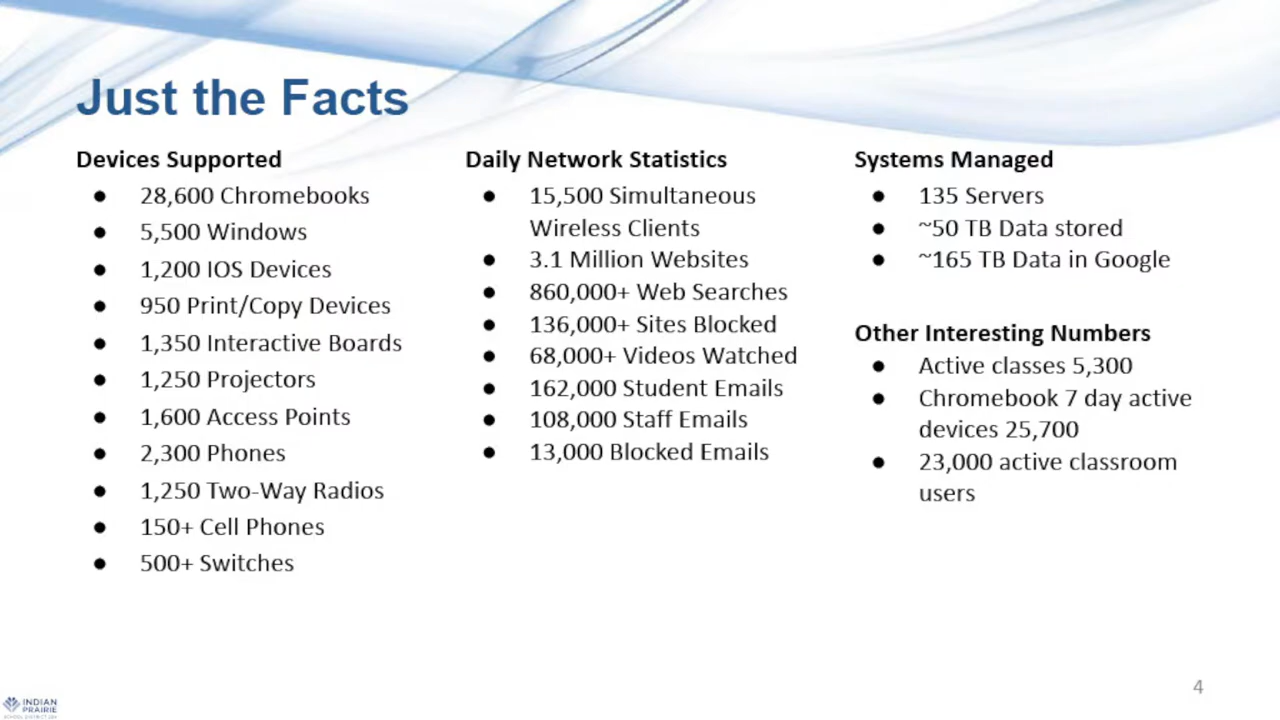 Just the Facts
Devices Supported
● 28,600 Chromebooks
● 5,500 Windows
● 1,200 IOS Devices
● 950 Print/Copy Devices
● 1,350 Interactive Boards
● 1,250 Projectors
● 1,600 Access Points
● 2,300 Phones
● 1,250 Two-Way Radios
● 150+ Cell Phones
● 500+ Switches
Daily Network Statistics
● 15,500 Simultaneous
Wireless Clients
● 3.1 Million Websites
● 860,000+ Web Searches
● 136,000+ Sites Blocked
● 68,000+ Videos Watched
● 162,000 Student Emails
● 108,000 Staff Emails
● 13,000 Blocked Emails
Systems Managed
● 135 Servers
● ~50 TB Data stored
● ~165 TB Data in Google
Other Interesting Numbers
● Active classes 5,300
● Chromebook 7 day active
devices 25,700
● 23,000 active classroom
users
INDIAN
PRAIRIE
SCHOOL DISTRICT
4